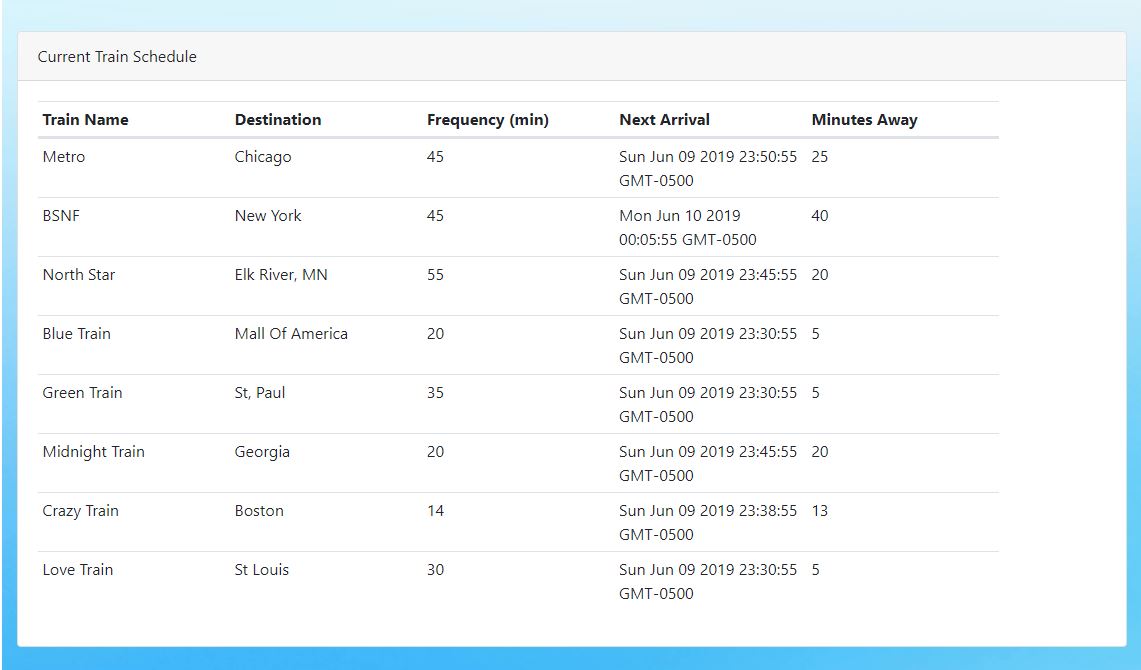 Current Train Schedule
Train Name Destination Frequency (min) Next Arrival Minutes Away
Metro Chicago 45 Sun Jun 09 2019 23:50:55 25
GMT-0500
BSNF New York 45 Mon Jun 10 2019 40
00:05:55 GMT-0500
North Star Elk River, MN 55 Sun Jun 09 2019 23:45:55 20
GMT-0500
Blue Train Mall Of America 20 Sun Jun 09 2019 23:30:55 5
GMT-0500
Green Train St, Paul 35 Sun Jun 09 2019 23:30:55 5
GMT-0500
Midnight Train Georgia 20 Sun Jun 09 2019 23:45:55 20
GMT-0500
Crazy Train Boston 14 Sun Jun 09 2019 23:38:55 13
GMT-0500
Love Train St Louis 30 Sun Jun 09 2019 23:30:55 5
GMT-0500